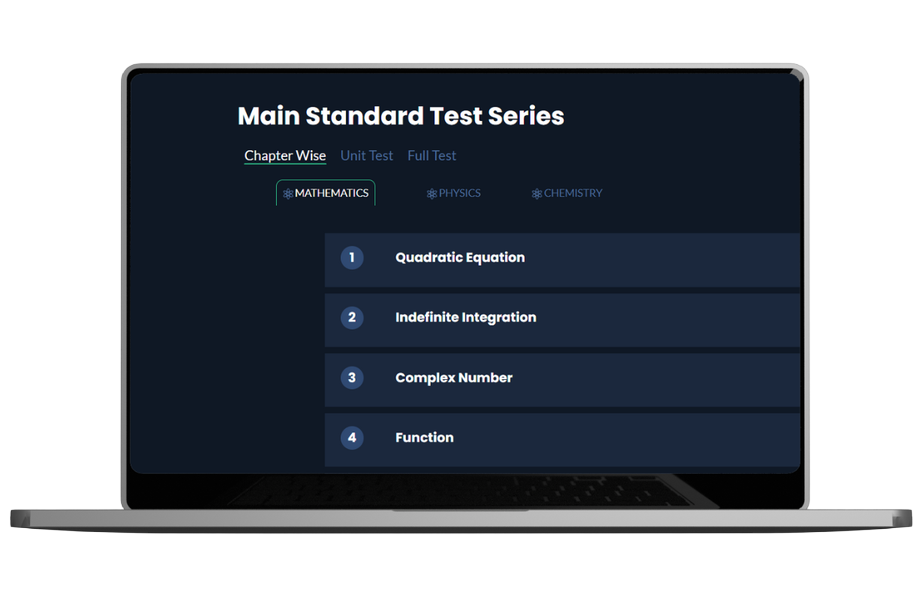 Main Standard Test Series
Chapter Wise Unit Test Full Test
MATHEMATICS PHYSICS CHEMISTRY
1 Quadratic Equation
2 Indefinite Integration
3 Complex Number
4 Function